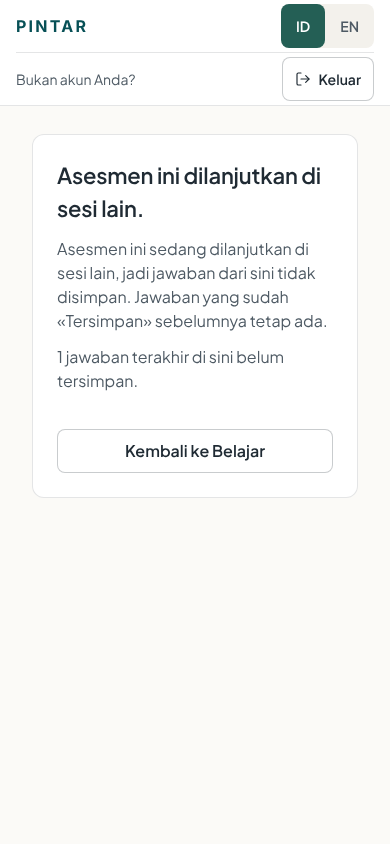 PINTAR
ID
EN
Bukan akun Anda?
Keluar
Asesmen ini dilanjutkan di
sesi lain.
Asesmen ini sedang dilanjutkan di
sesi lain, jadi jawaban dari sini tidak
disimpan. Jawaban yang sudah
«Tersimpan» sebelumnya tetap ada.
1 jawaban terakhir di sini belum
tersimpan.
Kembali ke Belajar